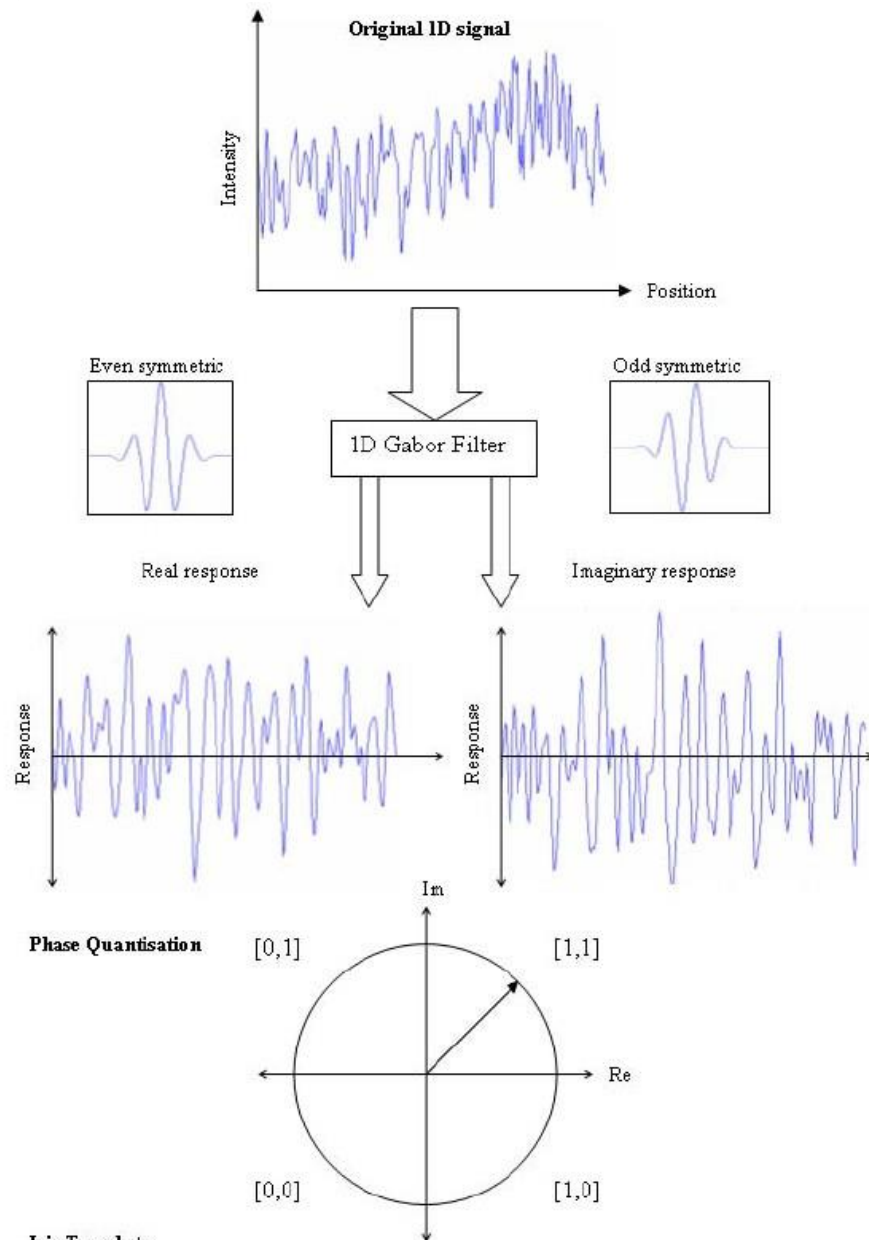 Original 1D signal
Intensity
Position
Even symmetric
Odd symmetric
1D Gabor Filter
Real response
Imaginary response
Response
Response
Im
Phase Quantisation
[0,1]
[1,1]
Re
[0,0]
[1,0]